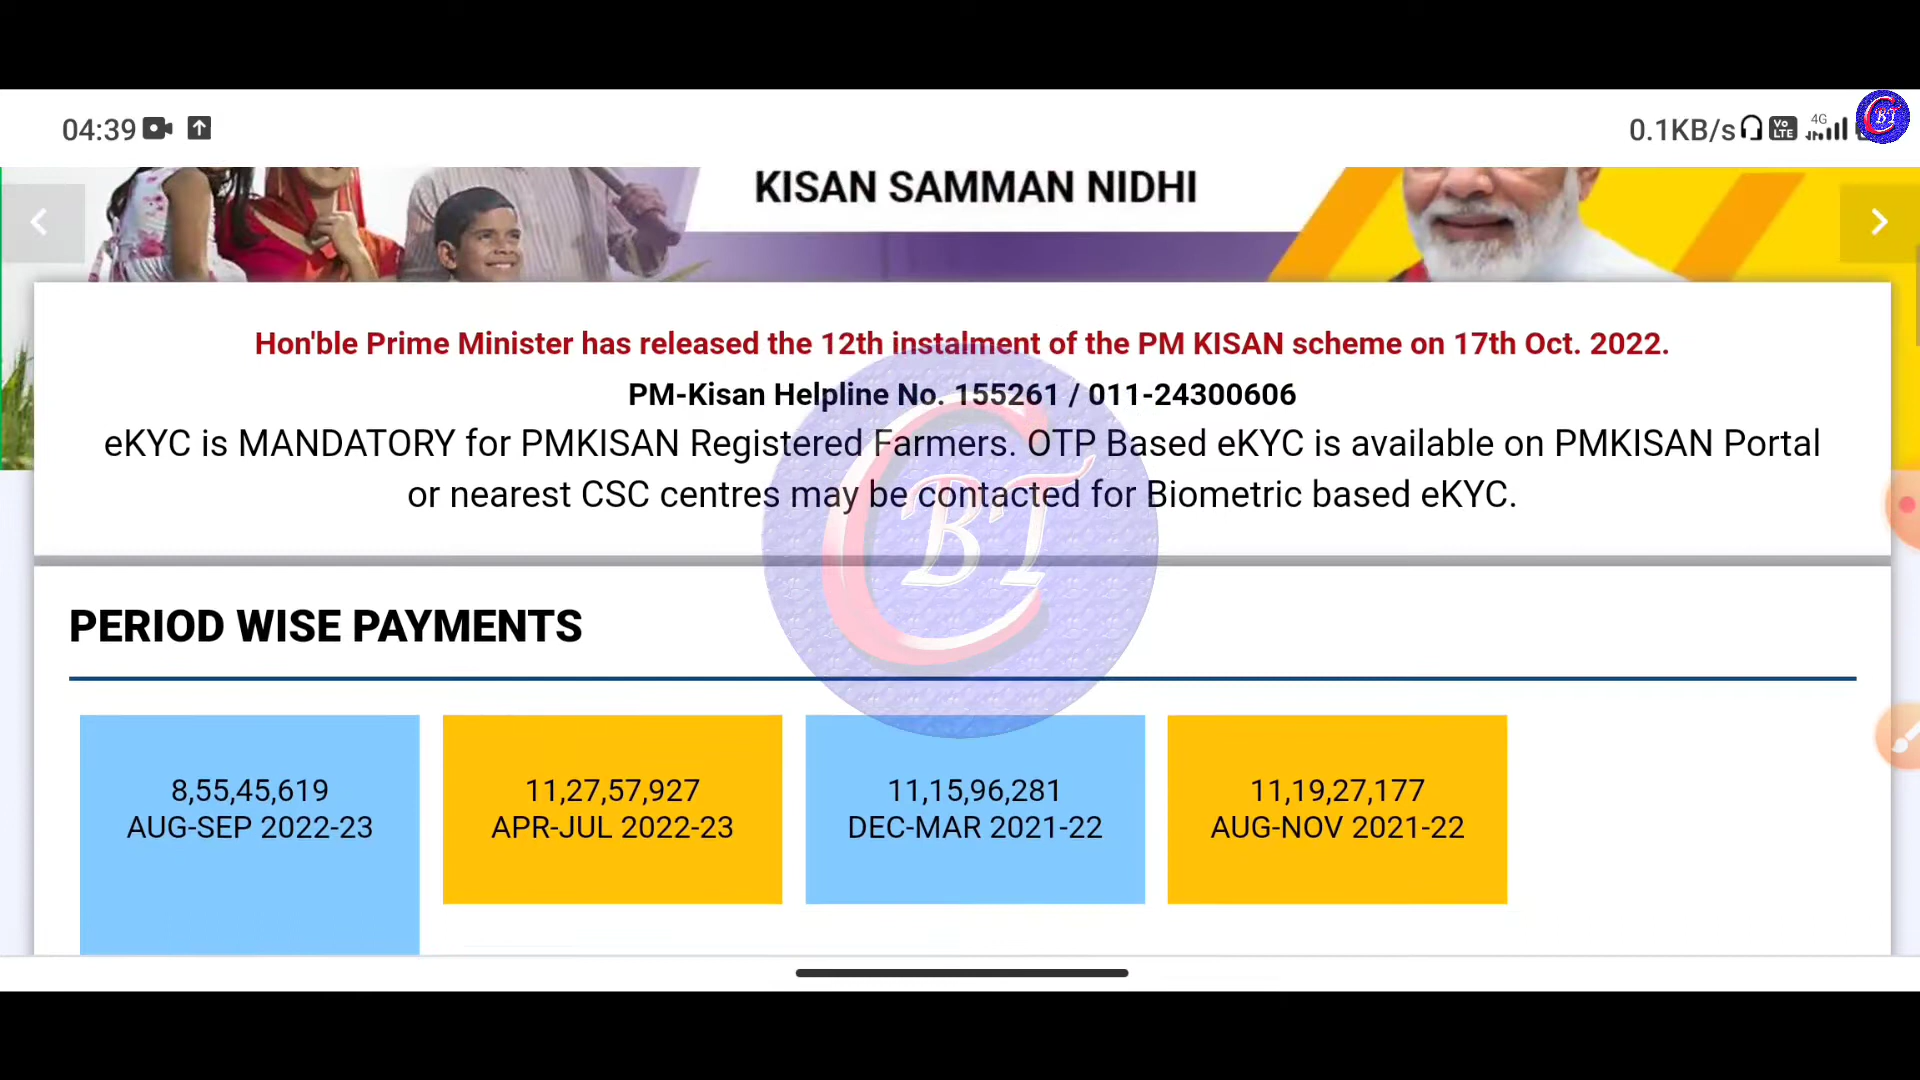 04:39
0.1KB/s Vo LTE 4G
CBT
KISAN SAMMAN NIDHI
Hon'ble Prime Minister has released the 12th instalment of the PM KISAN scheme on 17th Oct. 2022.
PM-Kisan Helpline No. 155261 / 011-24300606
eKYC is MANDATORY for PMKISAN Registered Farmers. OTP Based eKYC is available on PMKISAN Portal
or nearest CSC centres may be contacted for Biometric based eKYC.
CBT
PERIOD WISE PAYMENTS
8,55,45,619
AUG-SEP 2022-23
11,27,57,927
APR-JUL 2022-23
11,15,96,281
DEC-MAR 2021-22
11,19,27,177
AUG-NOV 2021-22